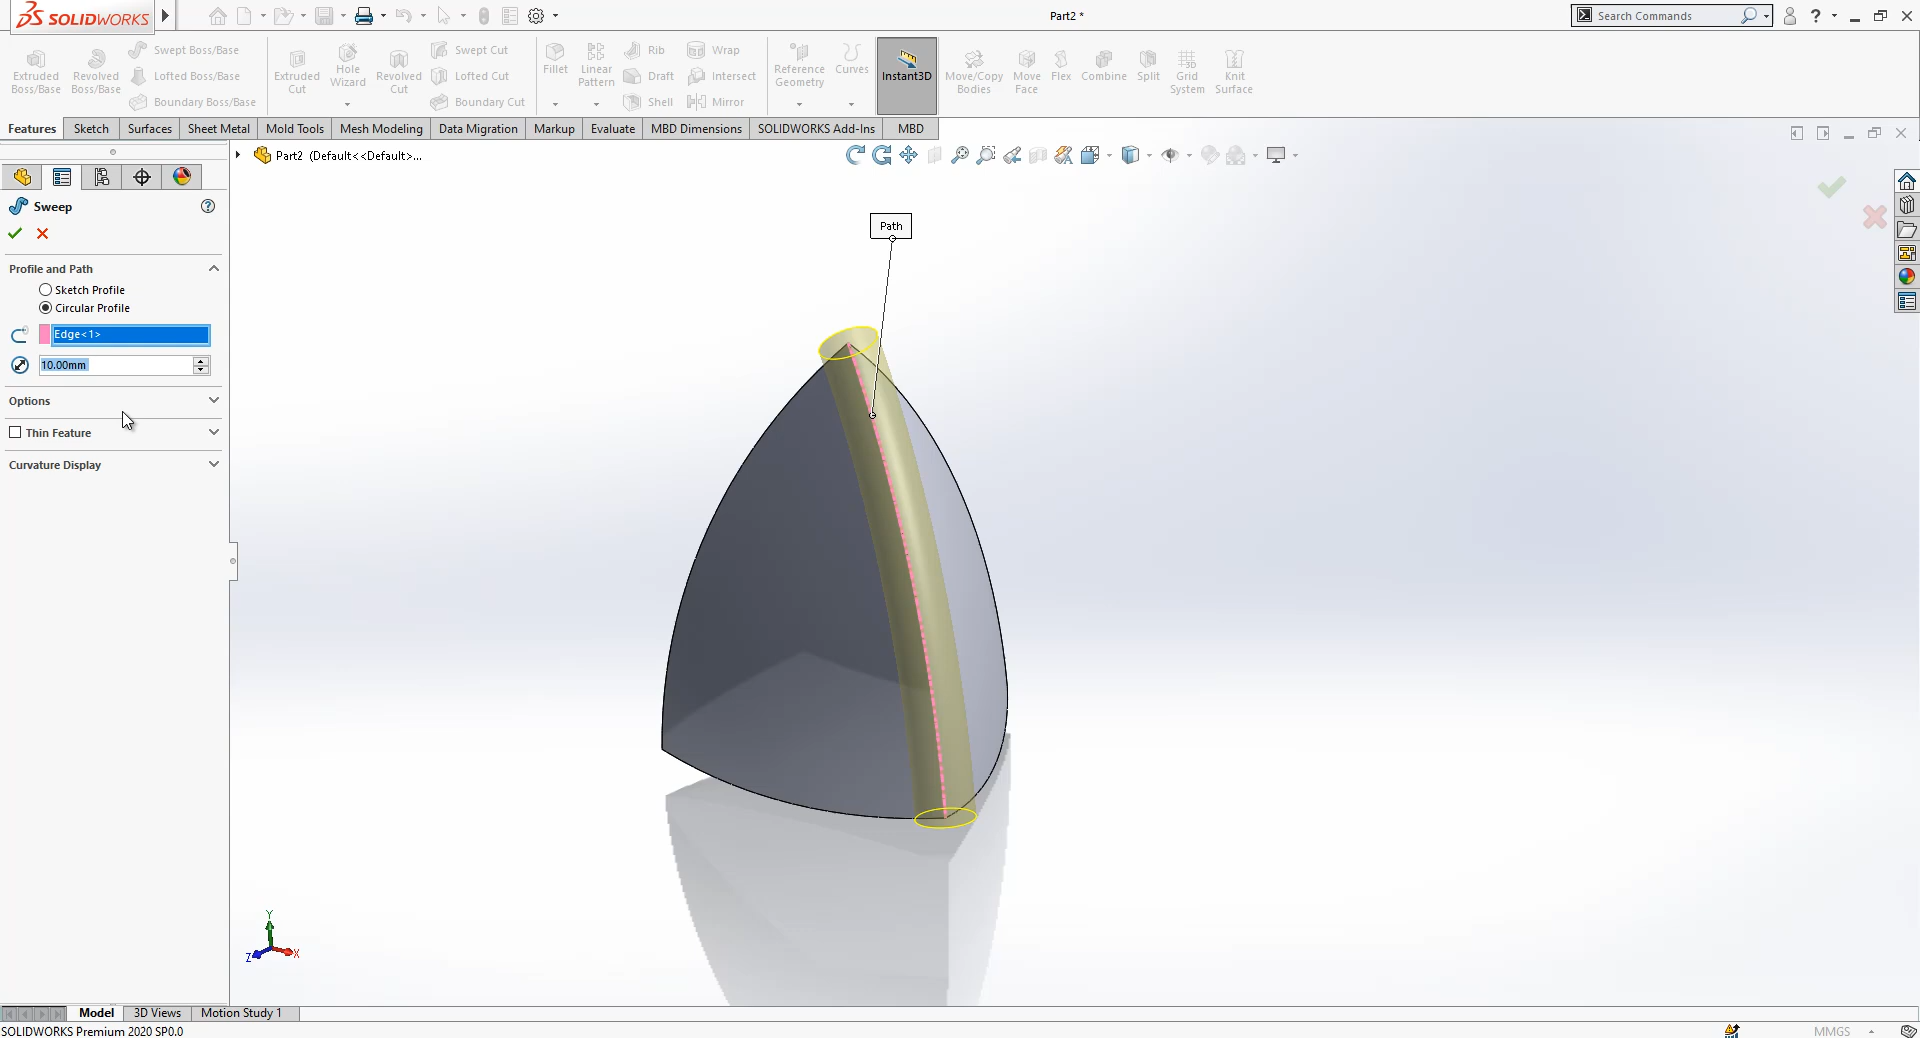 SOLIDWORKS
Part2 *
Search Commands
Extruded Boss/Base
Revolved Boss/Base
Swept Boss/Base
Lofted Boss/Base
Boundary Boss/Base
Extruded Cut
Hole Wizard
Revolved Cut
Swept Cut
Lofted Cut
Boundary Cut
Fillet
Linear Pattern
Rib
Draft
Shell
Wrap
Intersect
Mirror
Reference Geometry
Curves
Instant3D
Move/Copy Bodies
Move Face
Flex
Combine
Split
Grid System
Knit Surface
Features
Sketch
Surfaces
Sheet Metal
Mold Tools
Mesh Modeling
Data Migration
Markup
Evaluate
MBD Dimensions
SOLIDWORKS Add-Ins
MBD
Part2 (Default<<Default>...
Sweep
Profile and Path
Sketch Profile
Circular Profile
Edge<1>
10.00mm
Options
Thin Feature
Curvature Display
Path
Y
X
Z
Model
3D Views
Motion Study 1
SOLIDWORKS Premium 2020 SP0.0
MMGS